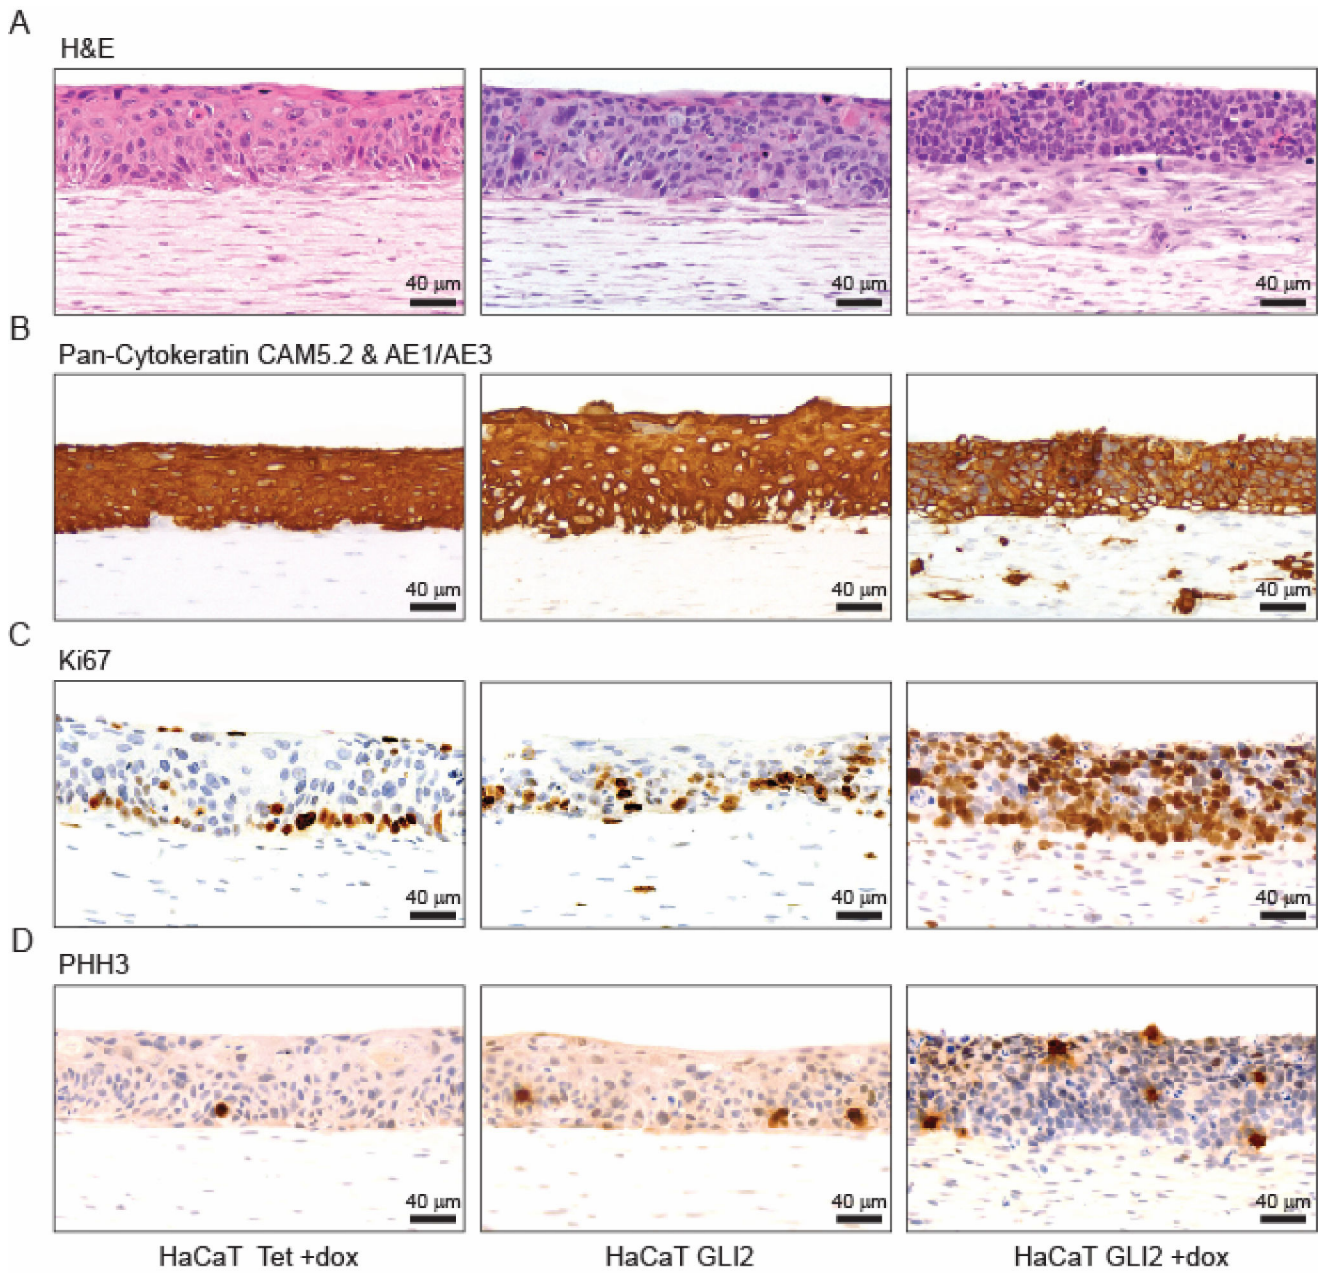 A
H&E
40 µm 40 µm 40 µm
B
Pan-Cytokeratin CAM5.2 & AE1/AE3
40 µm 40 µm 40 µm
C
Ki67
40 µm 40 µm 40 µm
D
PHH3
40 µm 40 µm 40 µm
HaCaT Tet +dox HaCaT GLI2 HaCaT GLI2 +dox